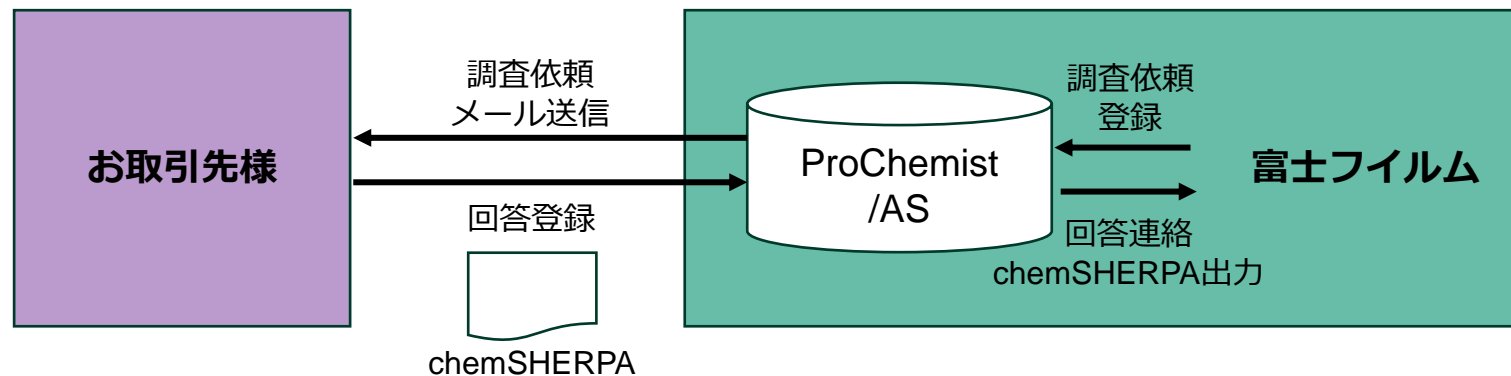 お取引先様
調査依頼
メール送信
回答登録
chemSHERPA
ProChemist
/AS
調査依頼
登録
回答連絡
chemSHERPA出力
富士フイルム